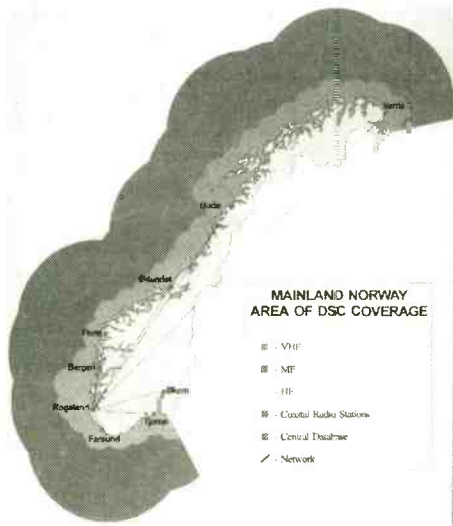 Bodø
Ørlandet
Florø
Bergen
Rogaland
Farsund
Tjøme
MAINLAND NORWAY
AREA OF DSC COVERAGE
- VHF
- MF
- HF
- Coastal Radio Stations
- Central Database
- Network